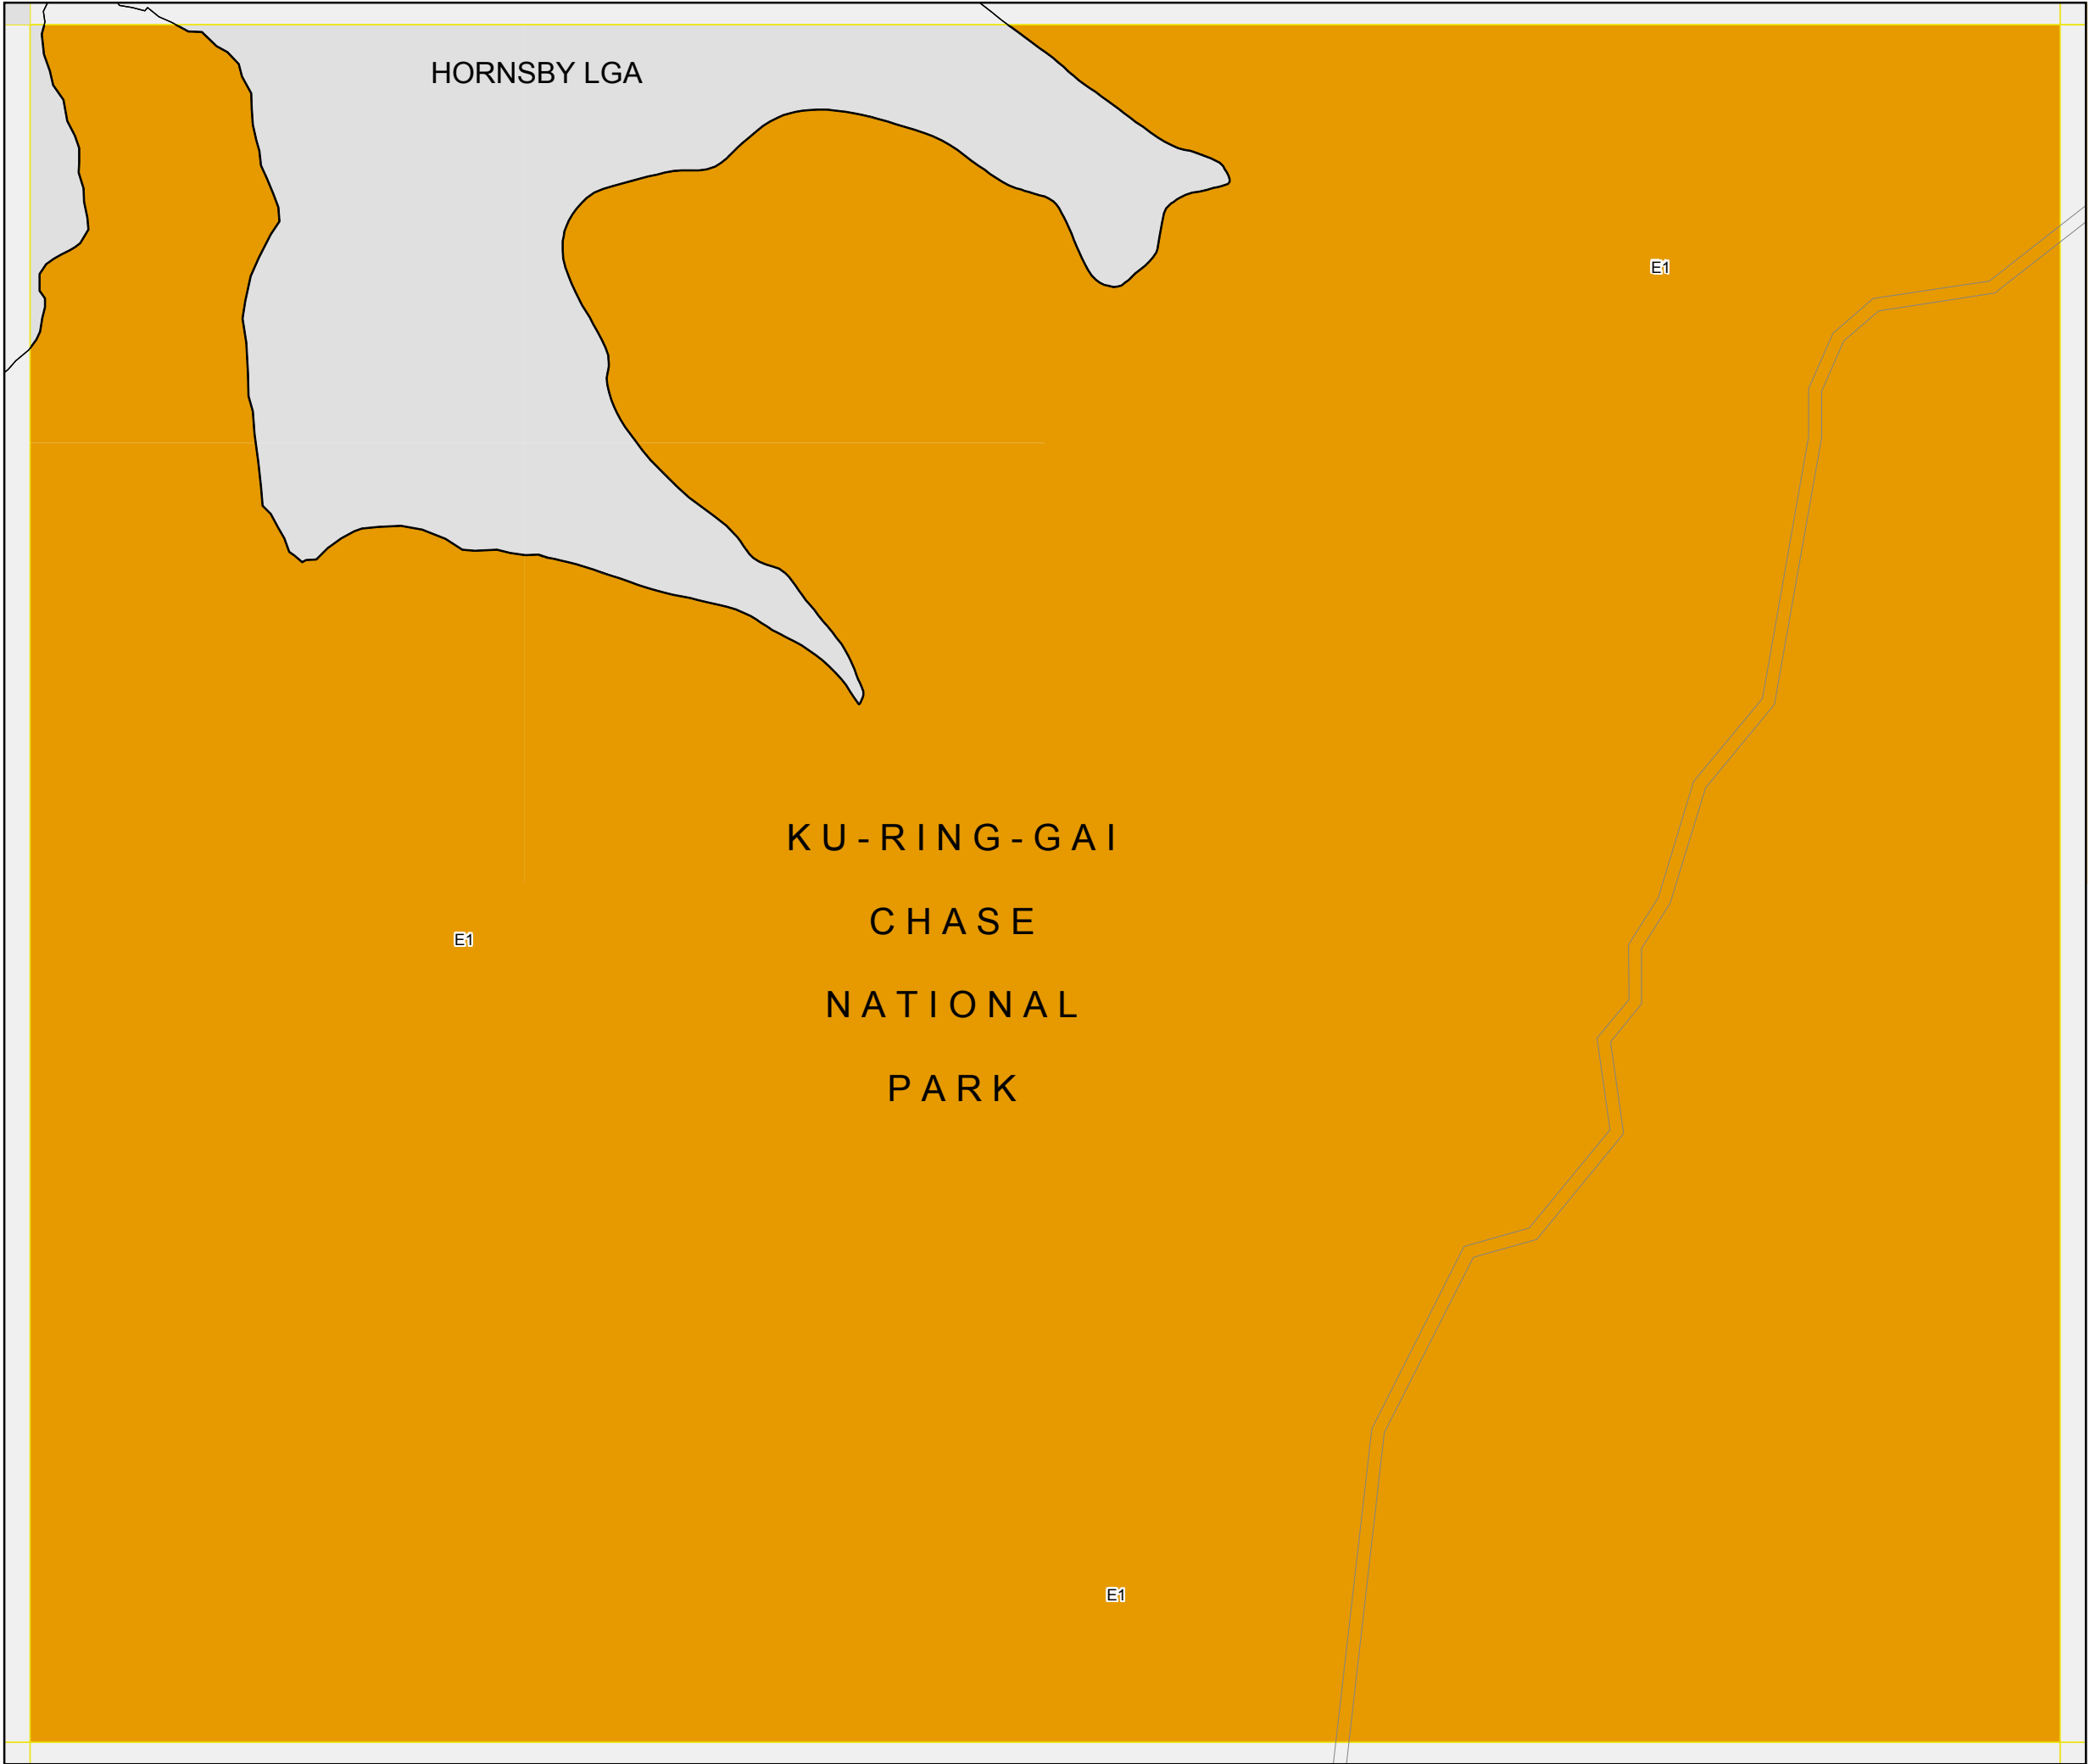 HORNSBY LGA
E1
KU-RING-GAI
CHASE
E1
NATIONAL
PARK
E1